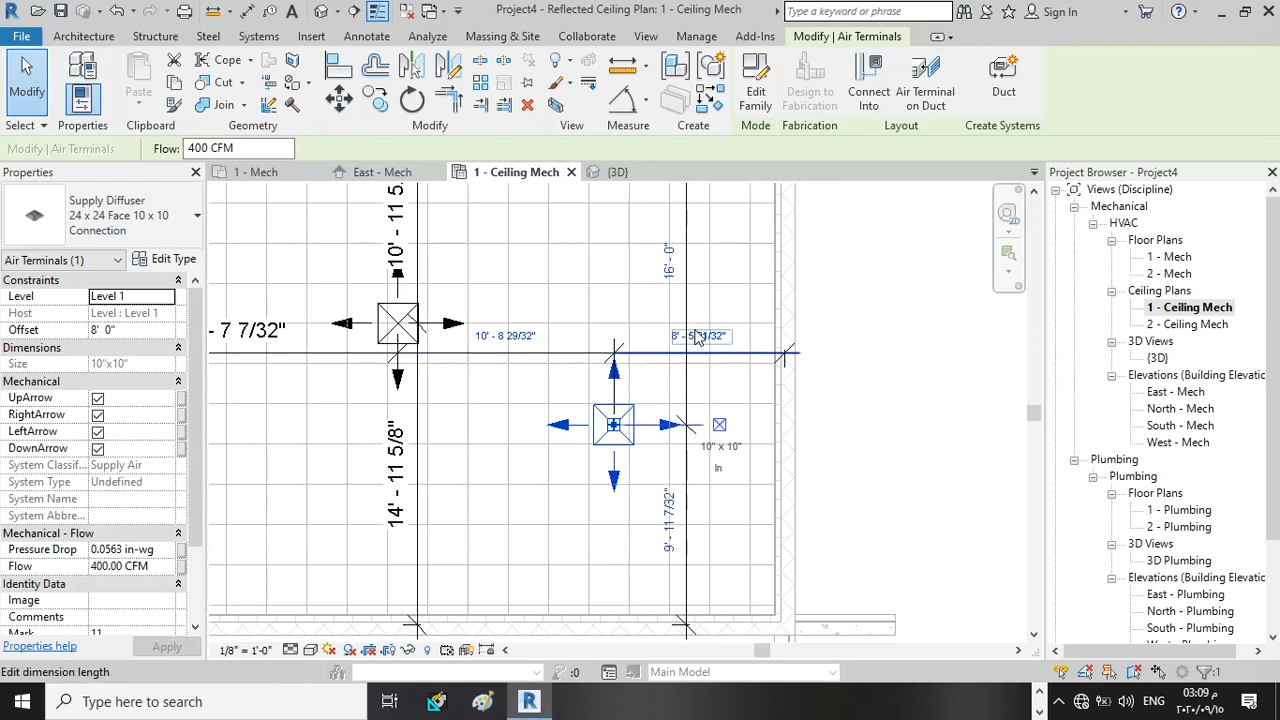 Project4 - Reflected Ceiling Plan: 1 - Ceiling Mech
Type a keyword or phrase
Sign In
File
Architecture
Structure
Steel
Systems
Insert
Annotate
Analyze
Massing & Site
Collaborate
View
Manage
Add-Ins
Modify | Air Terminals
Modify
Paste
Cope
Cut
Join
Edit Family
Design to Fabrication
Connect Into
Air Terminal on Duct
Duct
Select
Properties
Clipboard
Geometry
Modify
View
Measure
Create
Mode
Fabrication
Layout
Create Systems
Modify | Air Terminals
Flow:
400 CFM
Properties
1 - Mech
East - Mech
1 - Ceiling Mech
{3D}
Project Browser - Project4
Supply Diffuser
24 x 24 Face 10 x 10
Connection
Air Terminals (1)
Edit Type
Constraints
Level
Level 1
Host
Level : Level 1
Offset
8' 0"
Dimensions
Size
10"x10"
Mechanical
UpArrow
RightArrow
LeftArrow
DownArrow
System Classif...
Supply Air
System Type
Undefined
System Name
System Abbre...
Mechanical - Flow
Pressure Drop
0.0563 in-wg
Flow
400.00 CFM
Identity Data
Image
Comments
Mark
11
Properties help
Apply
10' - 11 5/
- 7 7/32"
14' - 11 5/8"
10' - 8 29/32"
16' - 0"
9' - 11 7/32"
10" x 10"
In
2D
Views (Discipline)
Mechanical
HVAC
Floor Plans
1 - Mech
2 - Mech
Ceiling Plans
1 - Ceiling Mech
2 - Ceiling Mech
3D Views
{3D}
Elevations (Building Elevatic
East - Mech
North - Mech
South - Mech
West - Mech
Plumbing
Plumbing
Floor Plans
1 - Plumbing
2 - Plumbing
3D Views
3D Plumbing
Elevations (Building Elevatic
East - Plumbing
North - Plumbing
South - Plumbing
1/8" = 1'-0"
Edit dimension length
:0
Main Model
:1
Type here to search
ENG
03:09 م
٢٠٢٠/٠٩/١٥